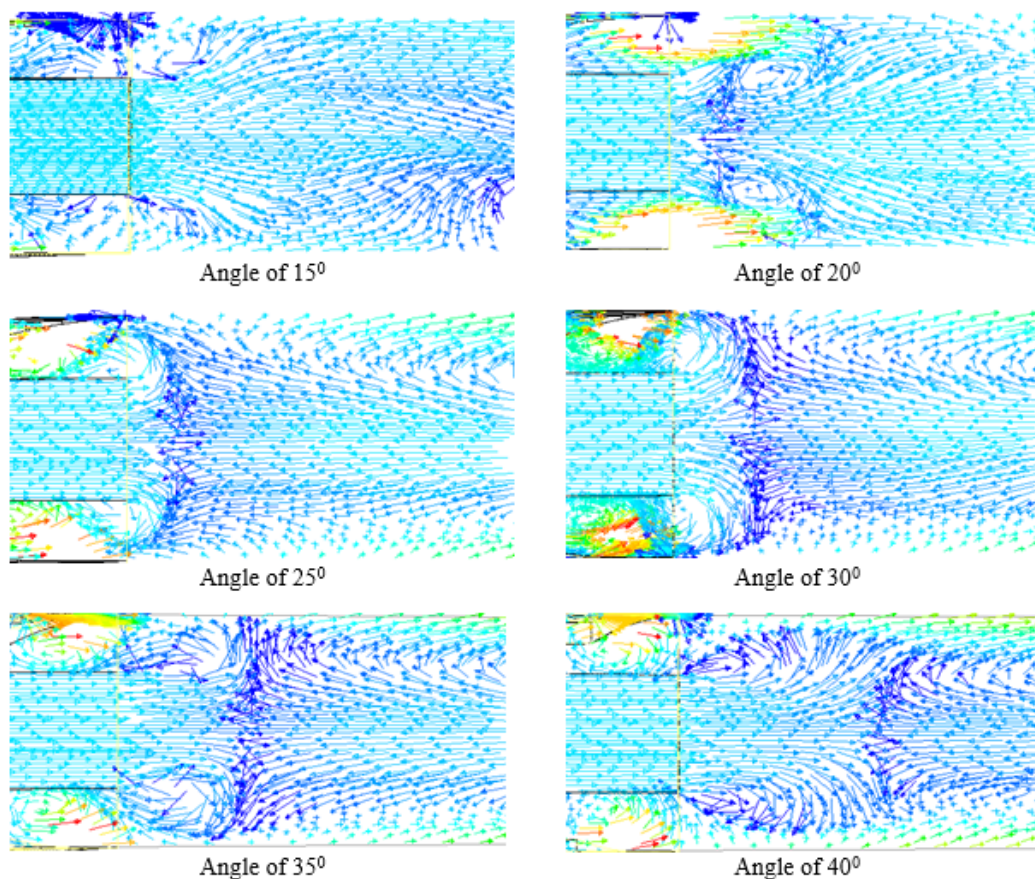 Angle of 15⁰
Angle of 20⁰
Angle of 25⁰
Angle of 30⁰
Angle of 35⁰
Angle of 40⁰